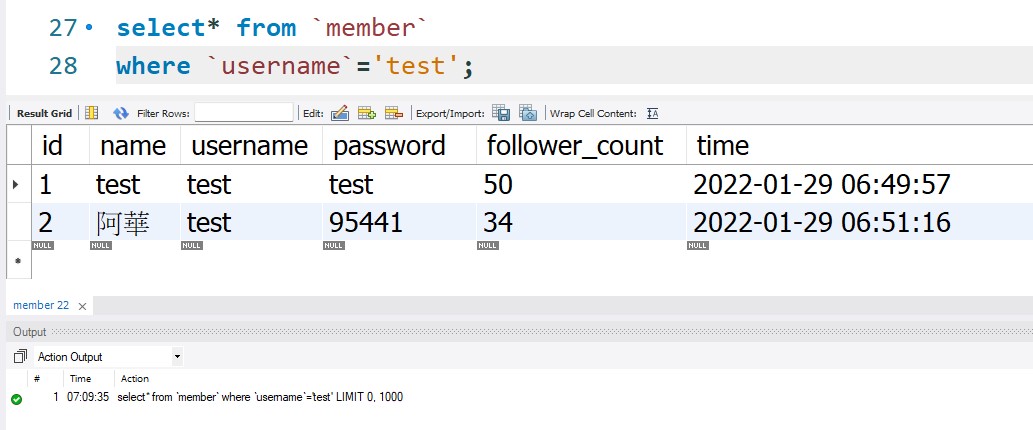 27 select* from `member`
28 where `username`='test';
Result Grid Filter Rows: Edit: Export/Import: Wrap Cell Content:
id name username password follower_count time
1 test test test 50 2022-01-29 06:49:57
2 阿華 test 95441 34 2022-01-29 06:51:16
NULL NULL NULL NULL NULL NULL
member 22
Output
Action Output
# Time Action
1 07:09:35 select* from `member` where `username`='test' LIMIT 0, 1000